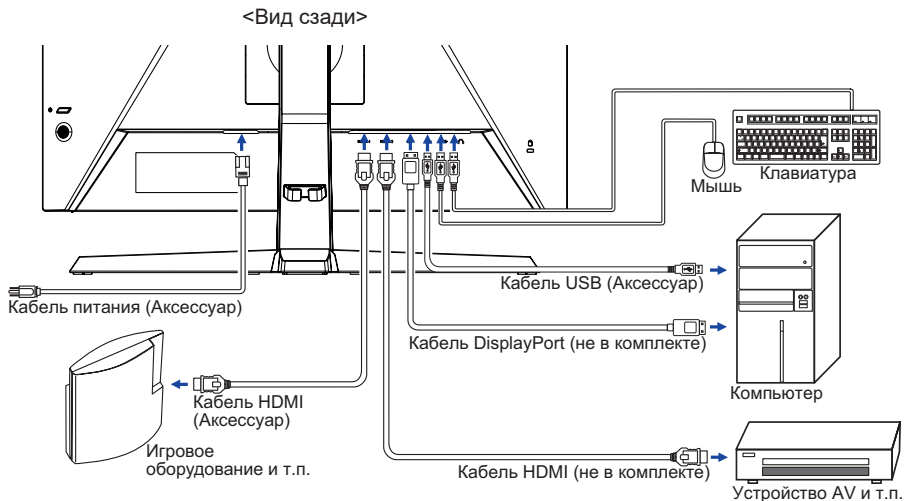 <Вид сзади>
Мышь
Клавиатура
Кабель USB (Аксессуар)
Кабель питания (Аксессуар)
Кабель DisplayPort (не в комплекте)
Компьютер
Кабель HDMI
(Аксессуар)
Игровое
оборудование и т.п.
Кабель HDMI (не в комплекте)
Устройство AV и т.п.